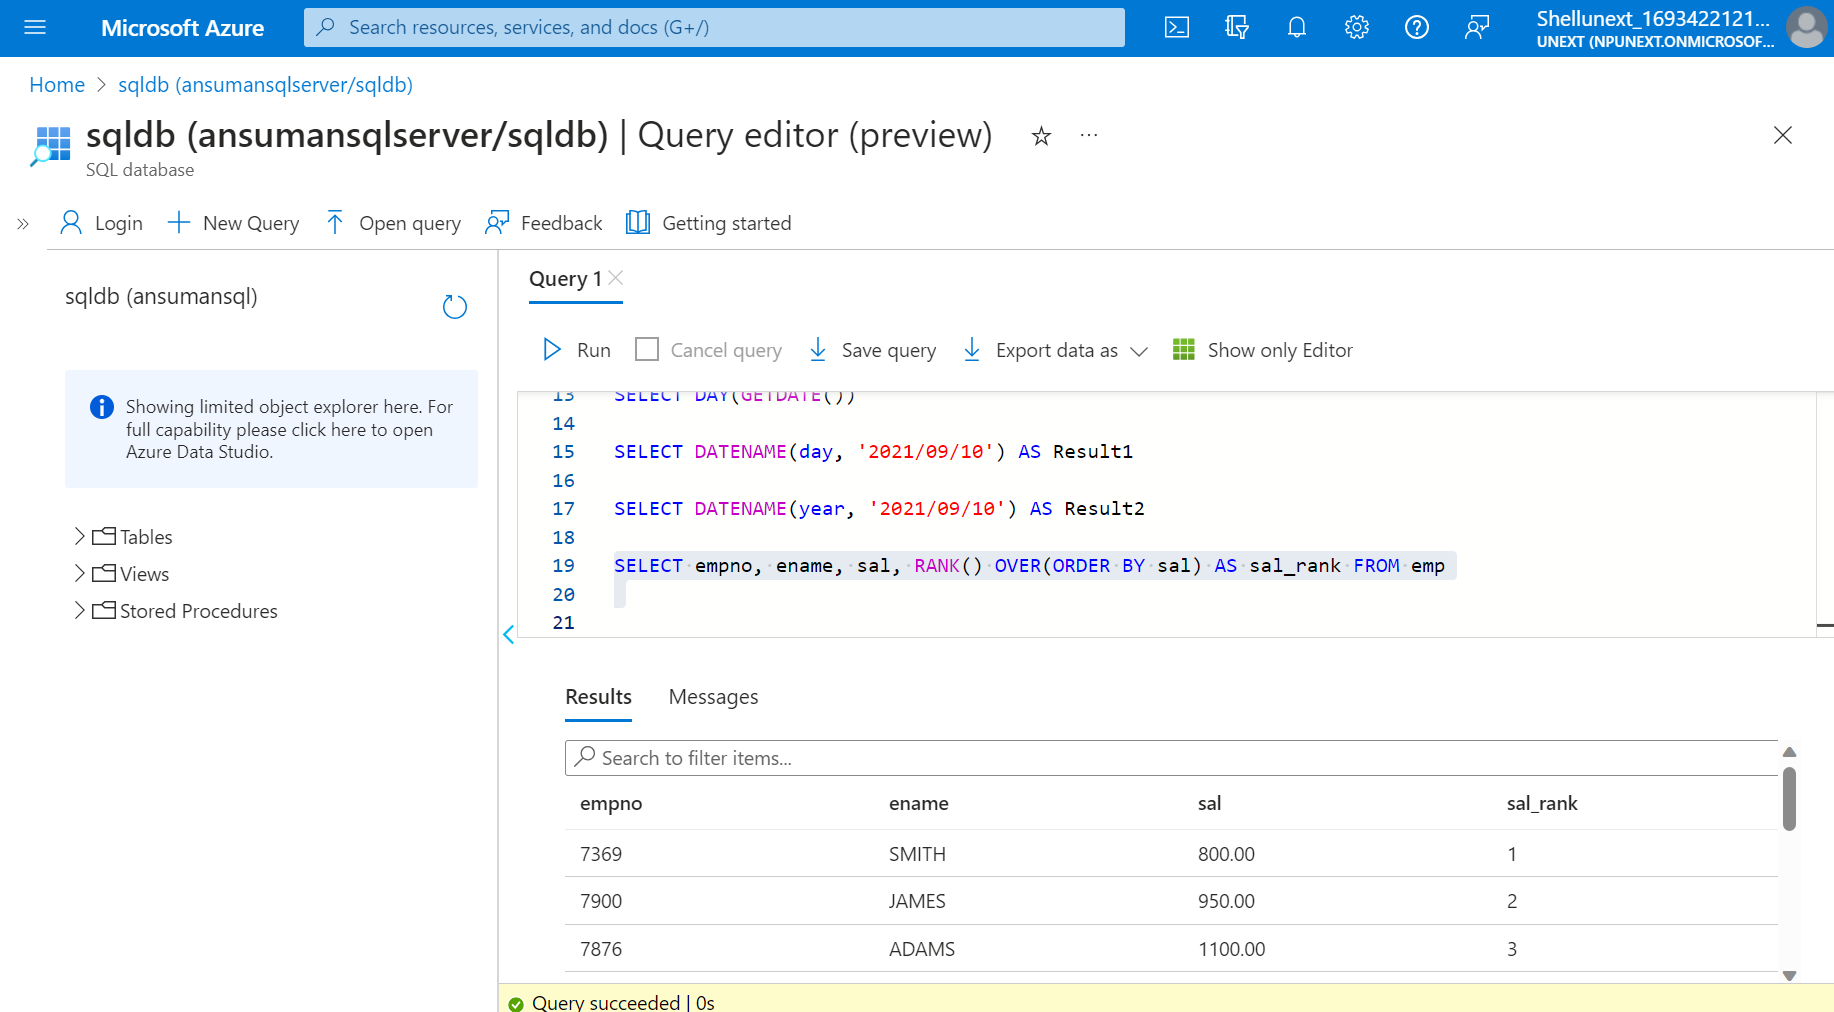 Microsoft Azure
Search resources, services, and docs (G+/)
Shellunext_1693422121...
UNEXT (NPUNEXT.ONMICROSOF...
Home > sqldb (ansumansqlserver/sqldb)
sqldb (ansumansqlserver/sqldb) | Query editor (preview)
SQL database
Login New Query Open query Feedback Getting started
sqldb (ansumansql)
Showing limited object explorer here. For
full capability please click here to open
Azure Data Studio.
Tables
Views
Stored Procedures
Query 1
Run Cancel query Save query Export data as Show only Editor
13 SELECT DAY(GETDATE())
14
15 SELECT DATENAME(day, '2021/09/10') AS Result1
16
17 SELECT DATENAME(year, '2021/09/10') AS Result2
18
19 SELECT empno, ename, sal, RANK() OVER(ORDER BY sal) AS sal_rank FROM emp
20
21
Results Messages
Search to filter items...
empno ename sal sal_rank
7369 SMITH 800.00 1
7900 JAMES 950.00 2
7876 ADAMS 1100.00 3
Query succeeded | 0s